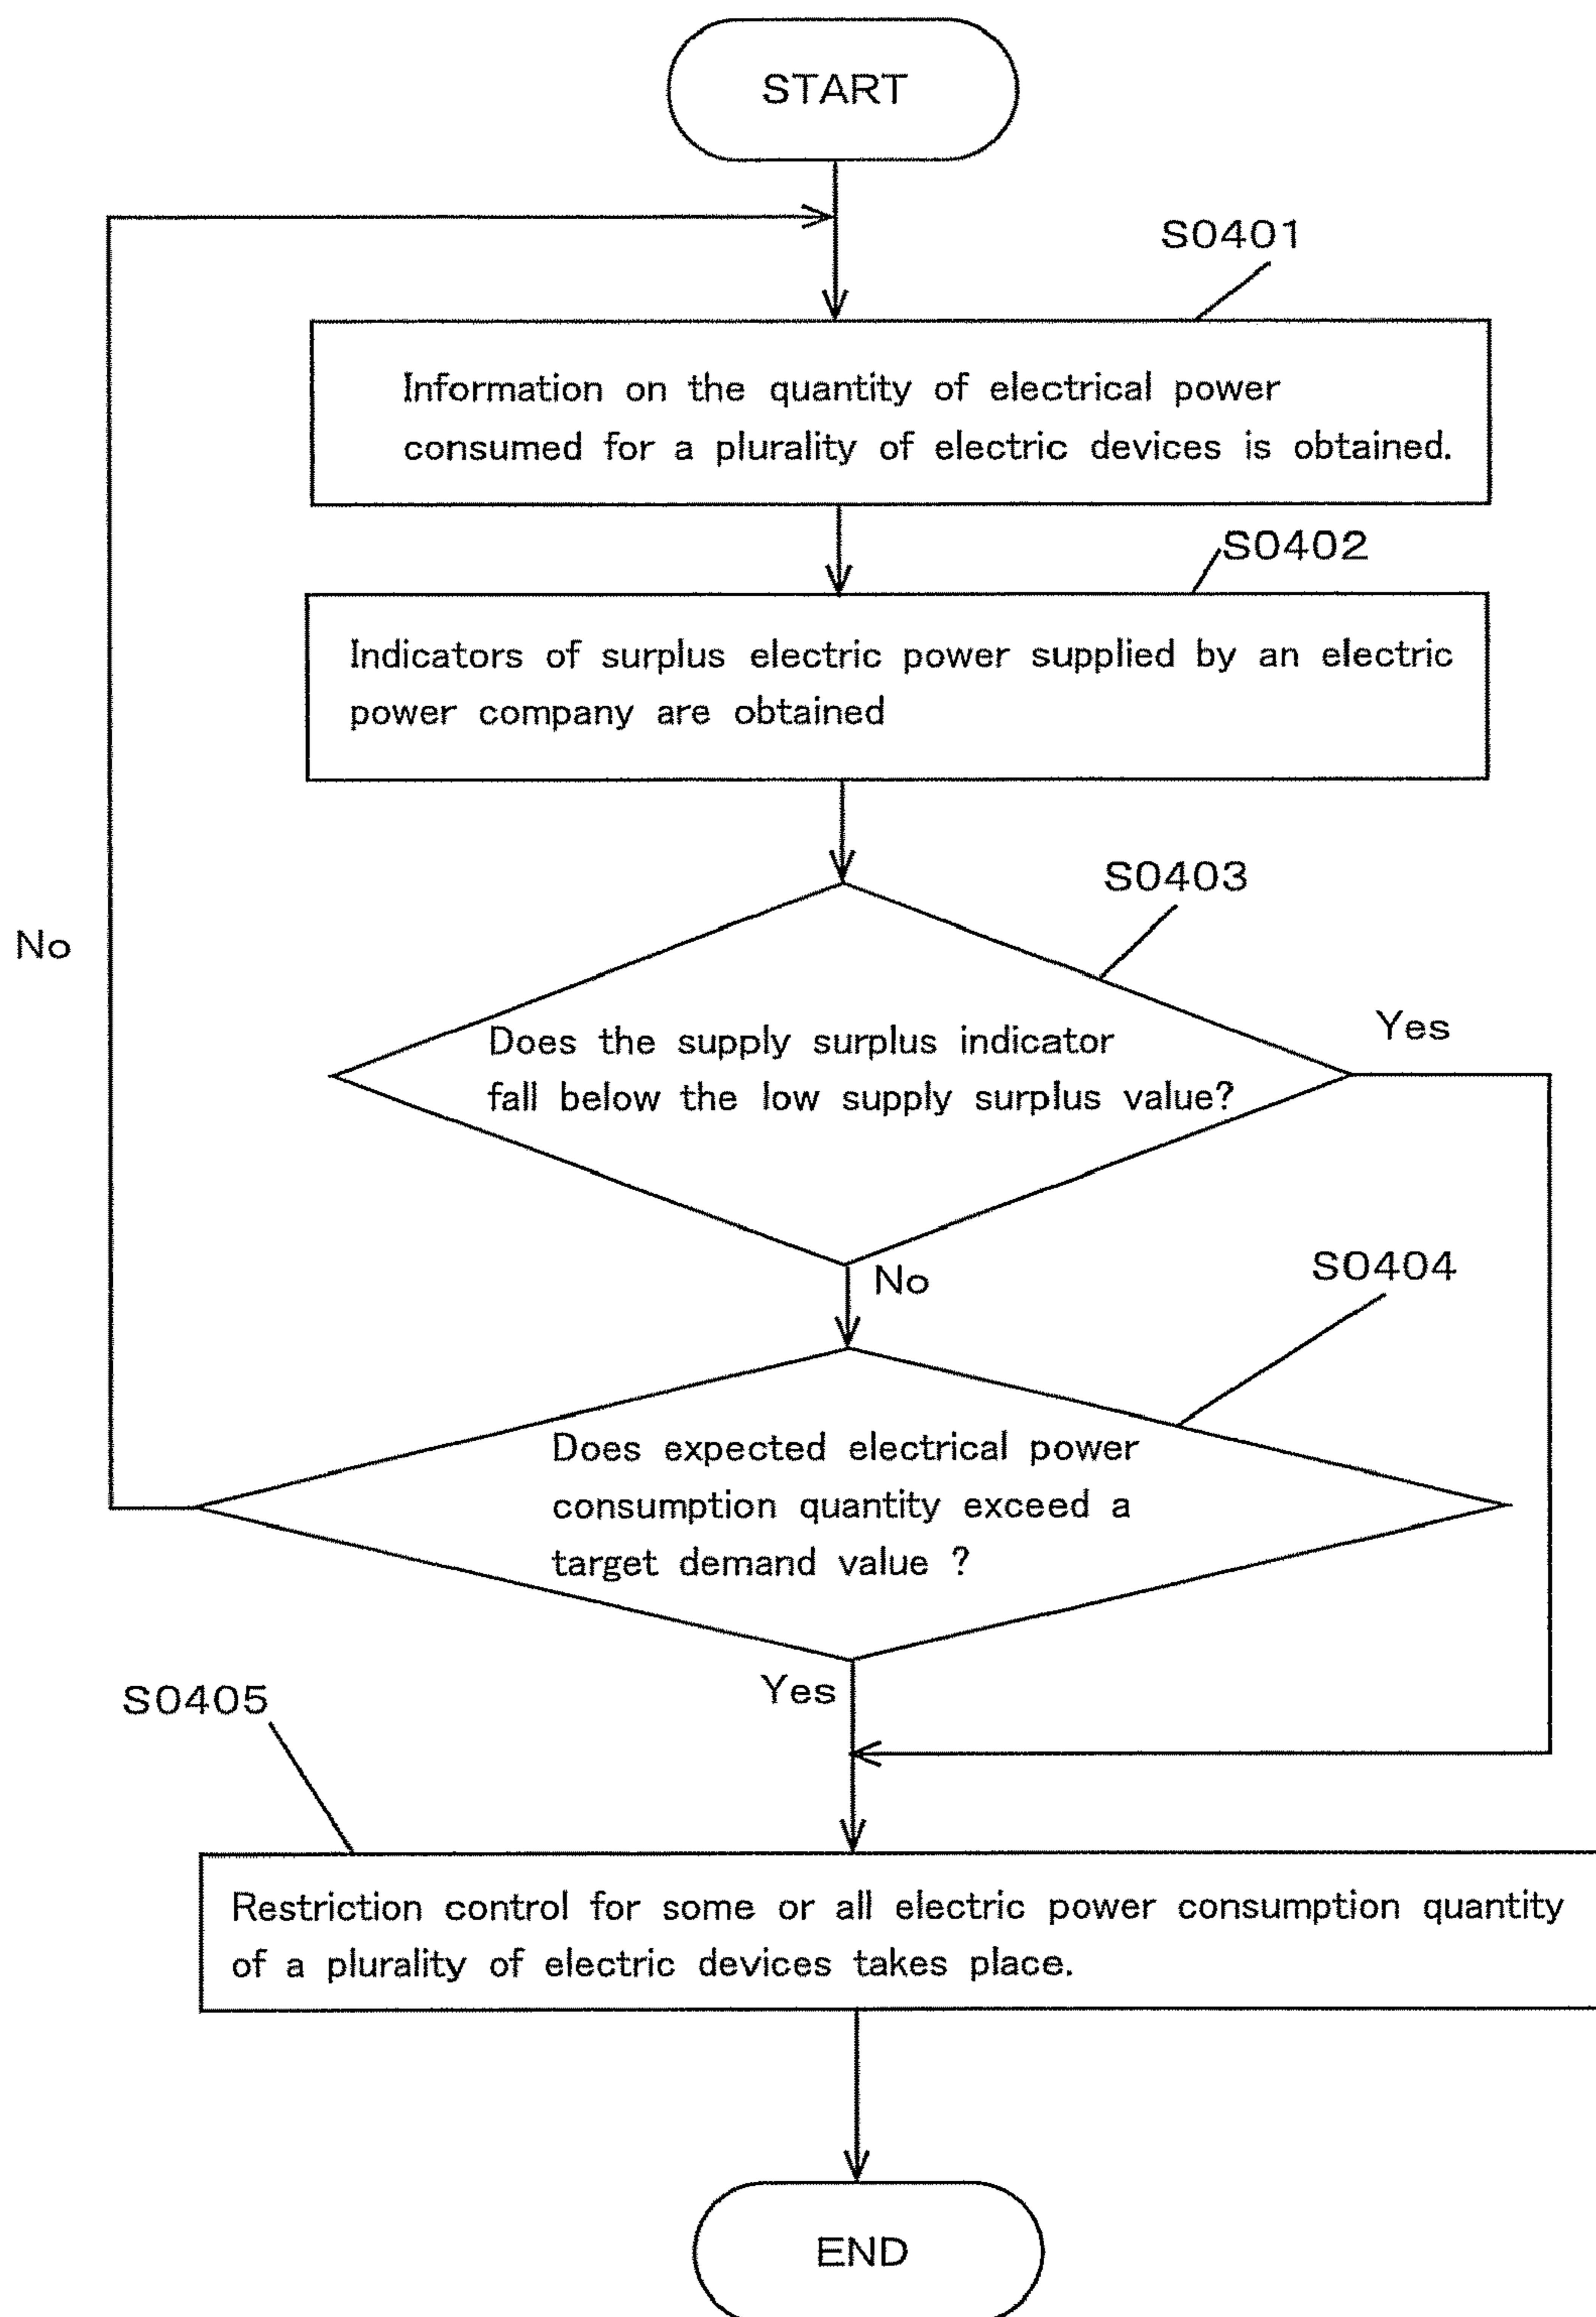 START
S0401
Information on the quantity of electrical power
consumed for a plurality of electric devices is obtained.
S0402
Indicators of surplus electric power supplied by an electric
power company are obtained
S0403
No
Yes
Does the supply surplus indicator
fall below the low supply surplus value?
No
S0404
Does expected electrical power
consumption quantity exceed a
target demand value ?
Yes
S0405
Restriction control for some or all electric power consumption quantity
of a plurality of electric devices takes place.
END